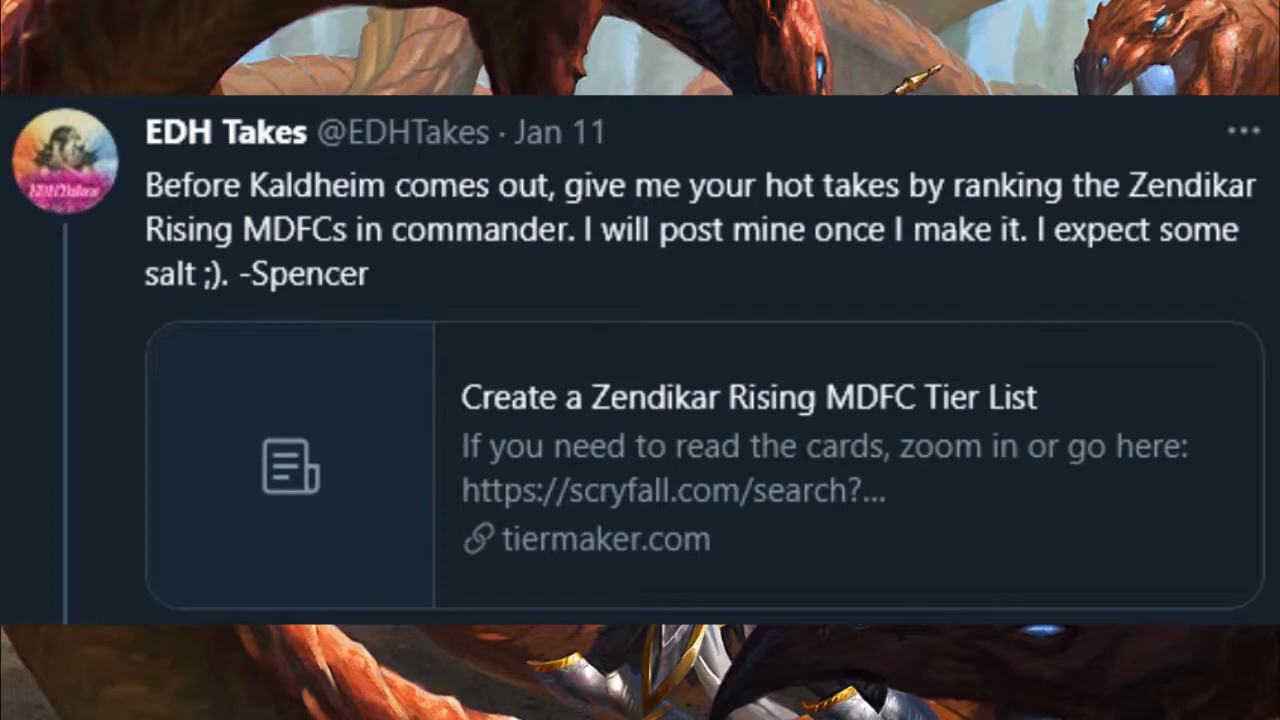 EDH Takes @EDHTakes · Jan 11
Before Kaldheim comes out, give me your hot takes by ranking the Zendikar
Rising MDFCs in commander. I will post mine once I make it. I expect some
salt ;). -Spencer
Create a Zendikar Rising MDFC Tier List
If you need to read the cards, zoom in or go here:
https://scryfall.com/search?...
tiermaker.com
EDHTakes